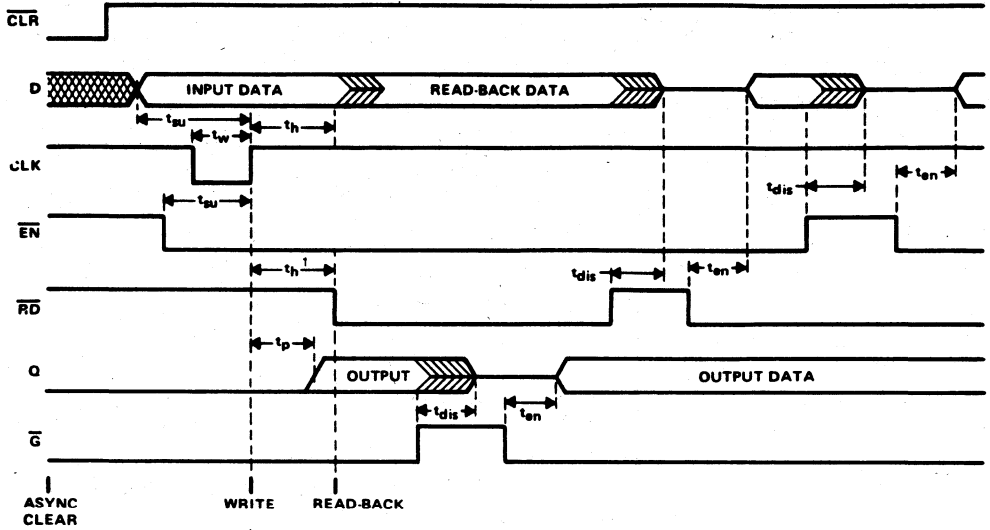 CLR
D
INPUT DATA
READ-BACK DATA
tsu
th
tw
CLK
tdis
ten
tsu
EN
th†
tdis
ten
RD
tp
Q
OUTPUT
OUTPUT DATA
tdis
ten
G
ASYNC
CLEAR
WRITE
READ-BACK